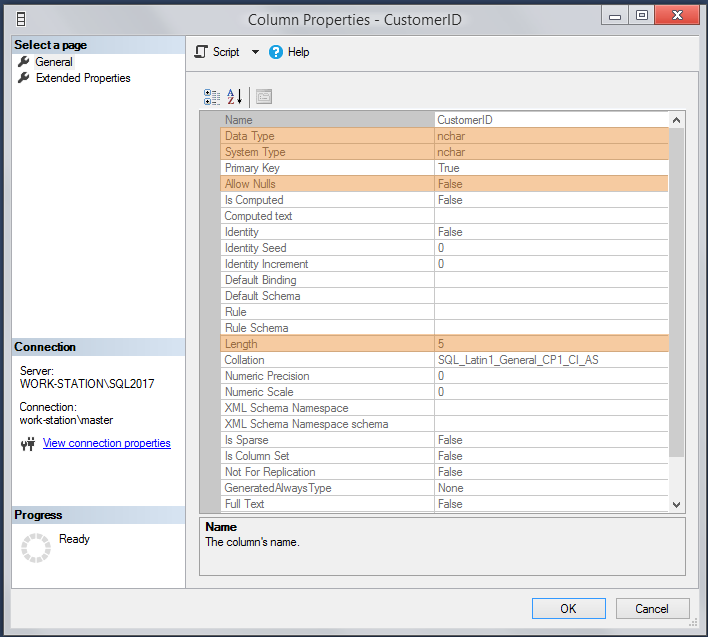 Column Properties - CustomerID
Select a page
General
Extended Properties
Connection
Server:
WORK-STATION\SQL2017
Connection:
work-station\master
View connection properties
Progress
Ready
Script
Help
A
Z
Name CustomerID
Data Type nchar
System Type nchar
Primary Key True
Allow Nulls False
Is Computed False
Computed text
Identity False
Identity Seed 0
Identity Increment 0
Default Binding
Default Schema
Rule
Rule Schema
Length 5
Collation SQL_Latin1_General_CP1_CI_AS
Numeric Precision 0
Numeric Scale 0
XML Schema Namespace
XML Schema Namespace schema
Is Sparse False
Is Column Set False
Not For Replication False
GeneratedAlwaysType None
Full Text False
Name
The column's name.
OK Cancel